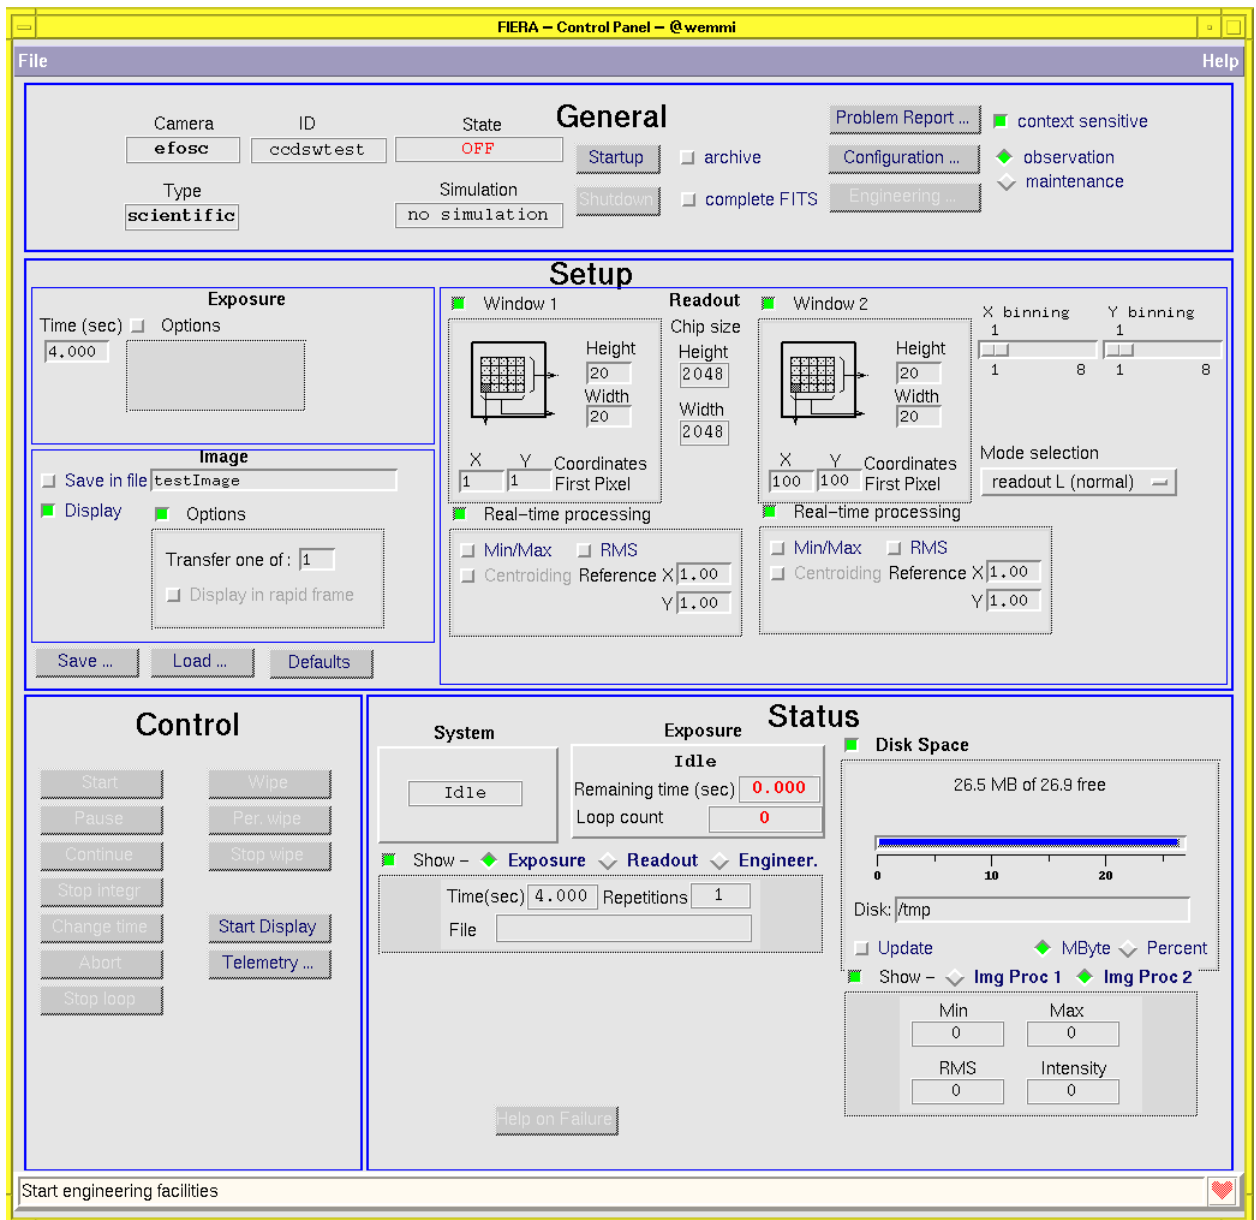 FIERA – Control Panel – @wemmi
File Help
General
Camera ID State
efosc ccdswtest OFF
Type Simulation
scientific no simulation
Startup archive
Shutdown complete FITS
Problem Report ... context sensitive
Configuration ... observation
Engineering ... maintenance
Setup
Exposure
Time (sec) Options
4.000
Image
Save in file testImage
Display Options
Transfer one of : 1
Display in rapid frame
Save ... Load ... Defaults
Readout
Window 1
Height
20
Width
20
X Y Coordinates
1 1 First Pixel
Real-time processing
Min/Max RMS
Centroiding Reference X 1.00
Y 1.00
Chip size
Height
2048
Width
2048
Window 2
Height
20
Width
20
X Y Coordinates
100 100 First Pixel
Real-time processing
Min/Max RMS
Centroiding Reference X 1.00
Y 1.00
X binning Y binning
1 1
1 8 1 8
Mode selection
readout L (normal)
Control
Start Wipe
Pause Per. wipe
Continue Stop wipe
Stop integr
Change time Start Display
Abort Telemetry ...
Stop loop
Status
System
Idle
Exposure
Idle
Remaining time (sec) 0.000
Loop count 0
Show – Exposure Readout Engineer.
Time(sec) 4.000 Repetitions 1
File
Help on Failure
Disk Space
26.5 MB of 26.9 free
0 10 20
Disk: /tmp
Update MByte Percent
Show – Img Proc 1 Img Proc 2
Min Max
0 0
RMS Intensity
0 0
Start engineering facilities